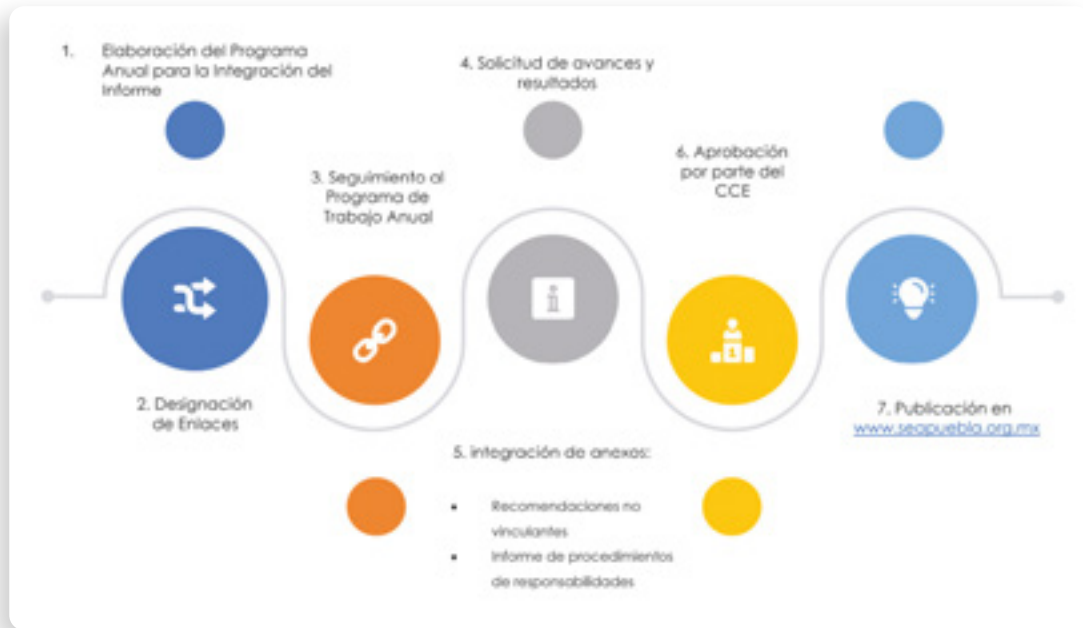 1. Elaboración del Programa
Anual para la Integración del
Informe
2. Designación
de Enlaces
3. Seguimiento al
Programa de
Trabajo Anual
4. Solicitud de avances y
resultados
5. integración de anexos:
• Recomendaciones no
vinculantes
• Informe de procedimientos
de responsabilidades
6. Aprobación
por parte del
CCE
7. Publicación en
www.seapuebla.org.mx